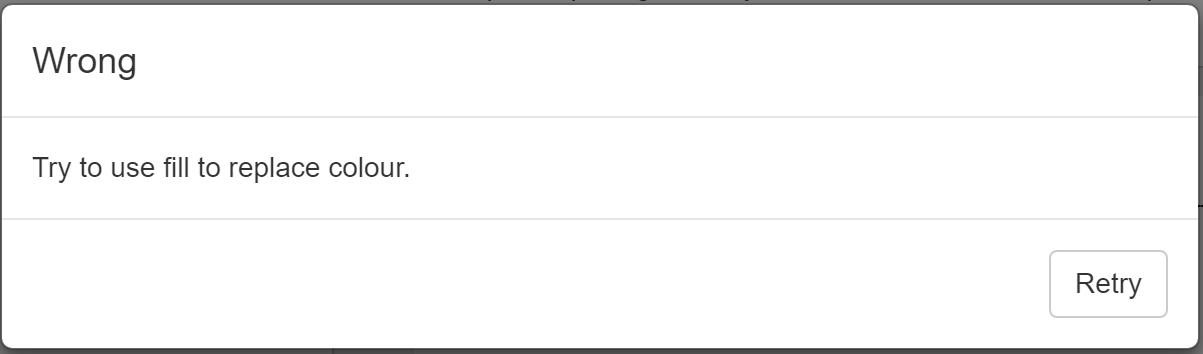 Wrong
Try to use fill to replace colour.
Retry